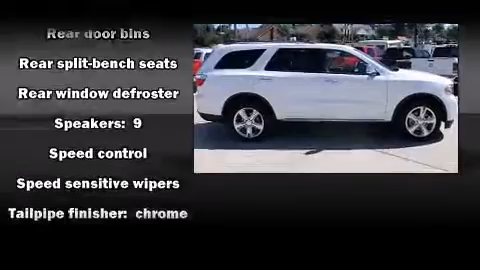 Rear door bins
Rear split-bench seats
Rear window defroster
Speakers:  9
Speed control
Speed sensitive wipers
Tailpipe finisher:  chrome